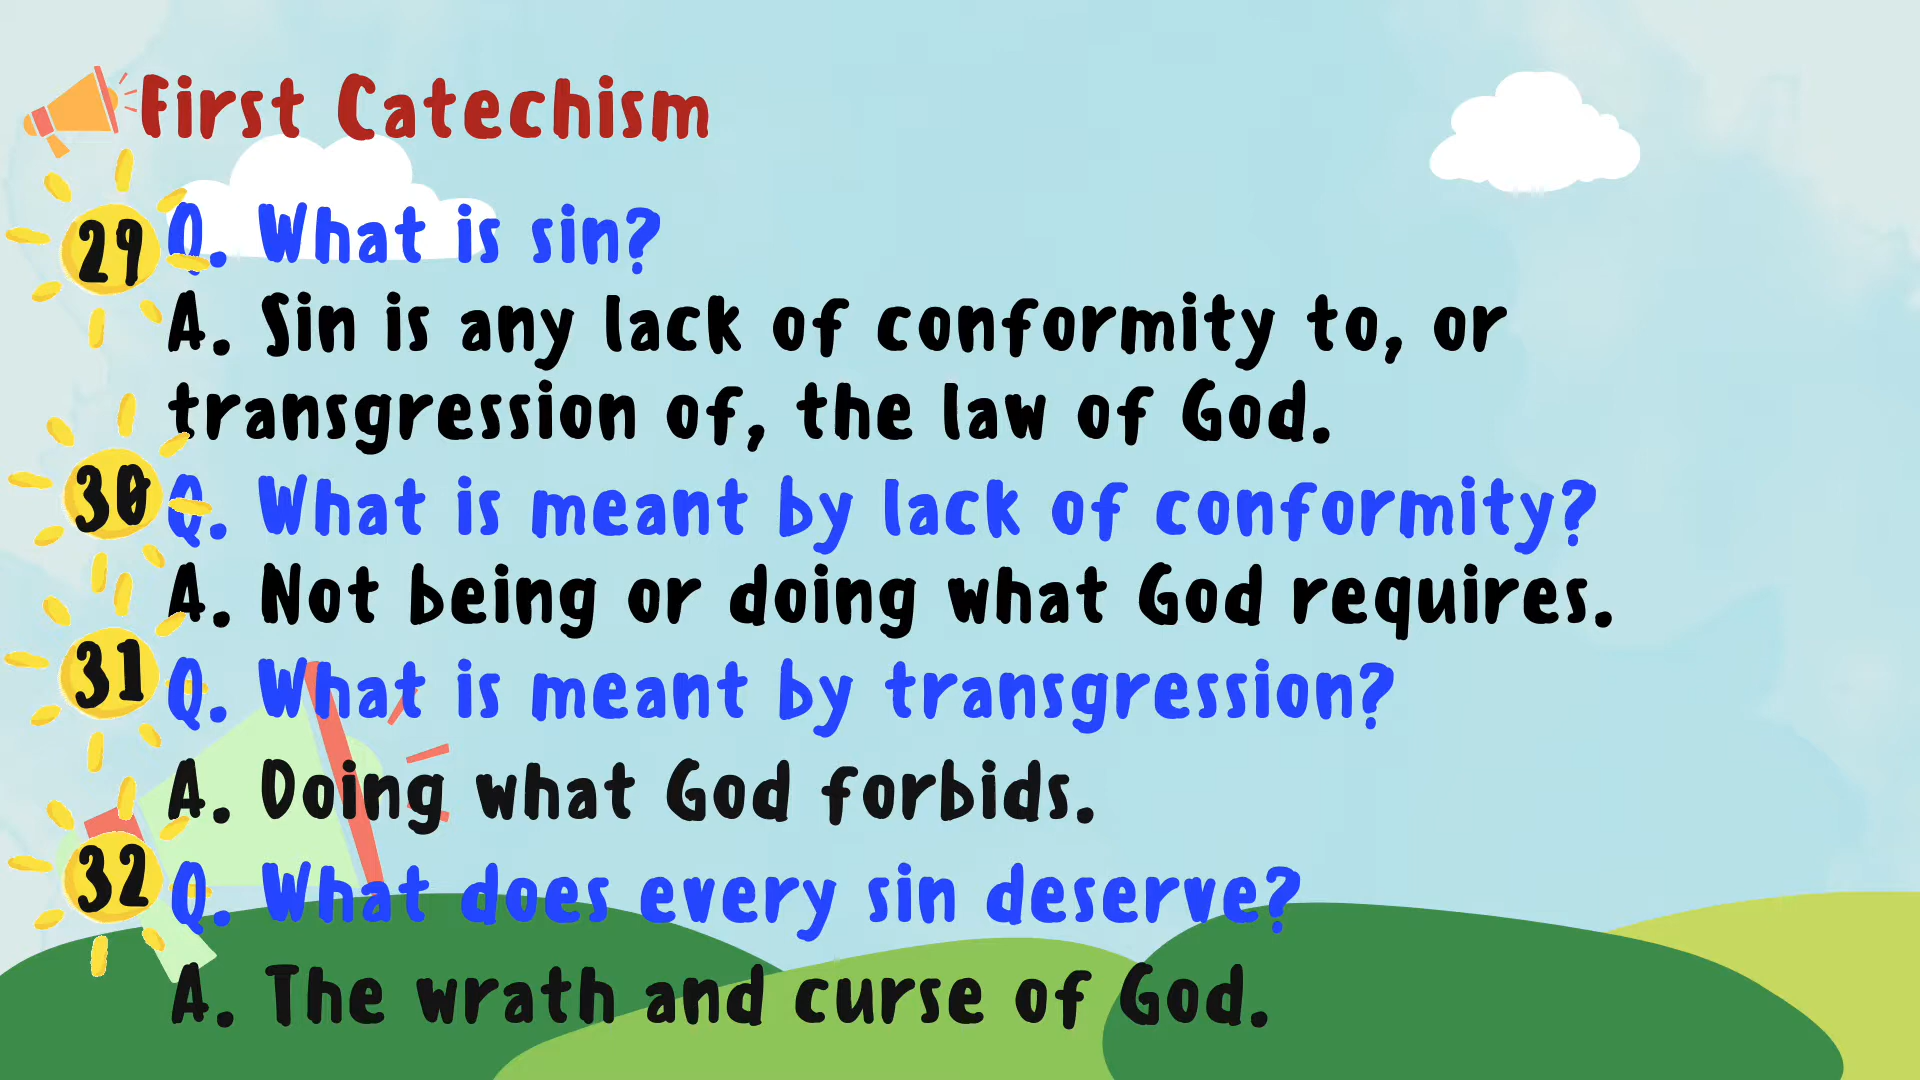 First Catechism
29 Q. What is sin?
A. Sin is any lack of conformity to, or
transgression of, the law of God.
30 Q. What is meant by lack of conformity?
A. Not being or doing what God requires.
31 Q. What is meant by transgression?
A. Doing what God forbids.
32 Q. What does every sin deserve?
A. The wrath and curse of God.